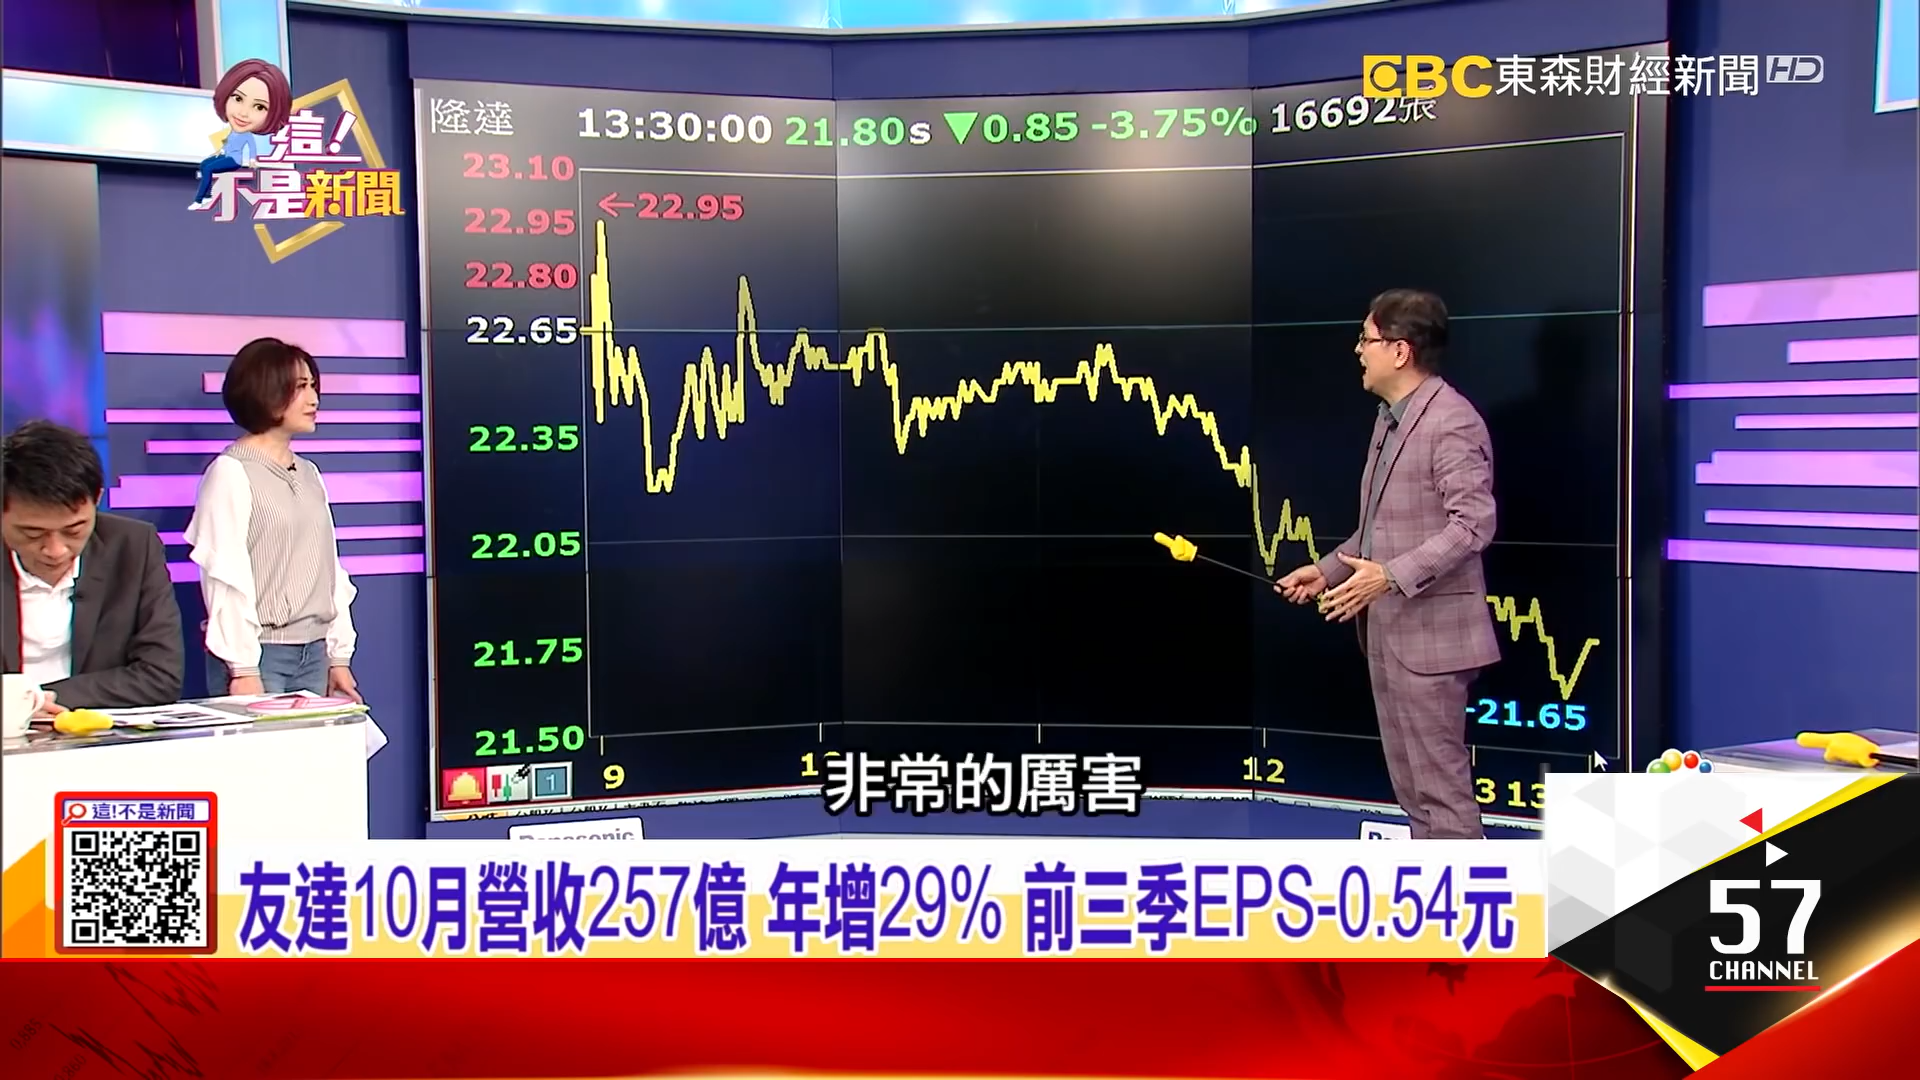 EBC東森財經新聞HD
這!
不是新聞
隆達 13:30:00 21.80s ▼0.85 -3.75% 16692張
23.10
←22.95
22.95
22.80
22.65
22.35
22.05
21.75
-21.65
21.50
1
9
12
13
非常的厲害
Panasonic
這!不是新聞
友達10月營收257億 年增29% 前三季EPS-0.54元
57
CHANNEL